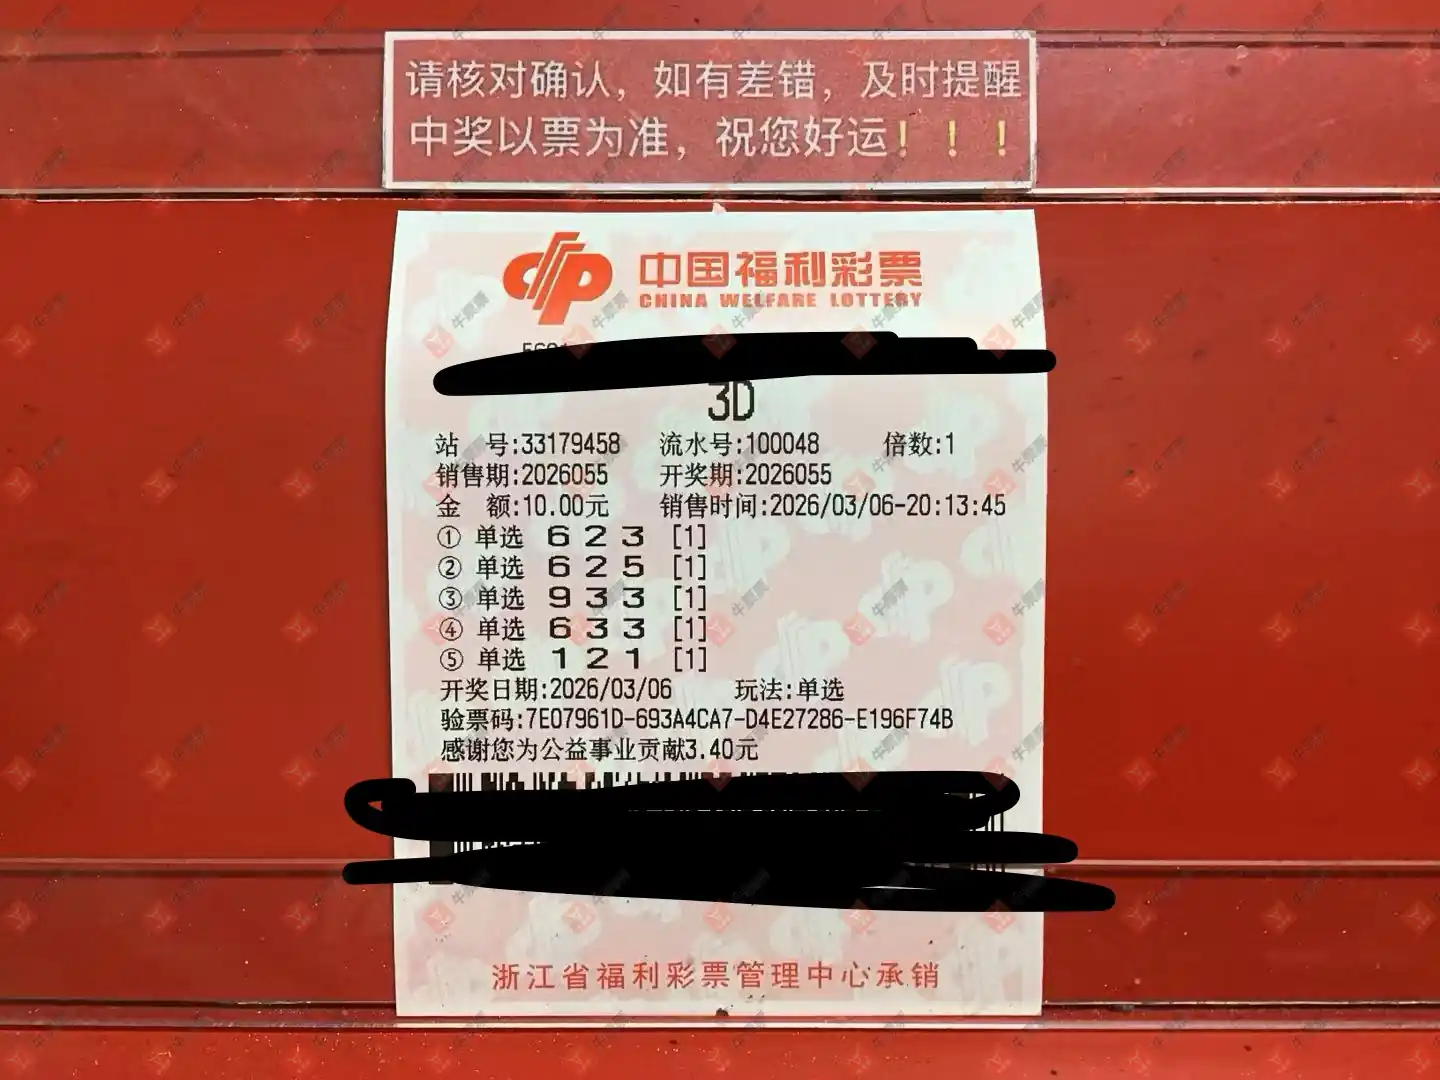 请核对确认，如有差错，及时提醒
中奖以票为准，祝您好运！！！
中国福利彩票
CHINA WELFARE LOTTERY
3D
站 号:33179458 流水号:100048 倍数:1
销售期:2026055 开奖期:2026055
金 额:10.00元 销售时间:2026/03/06-20:13:45
① 单选 6 2 3 [1]
② 单选 6 2 5 [1]
③ 单选 9 3 3 [1]
④ 单选 6 3 3 [1]
⑤ 单选 1 2 1 [1]
开奖日期:2026/03/06 玩法:单选
验票码:7E07961D-693A4CA7-D4E27286-E196F74B
感谢您为公益事业贡献3.40元
浙江省福利彩票管理中心承销